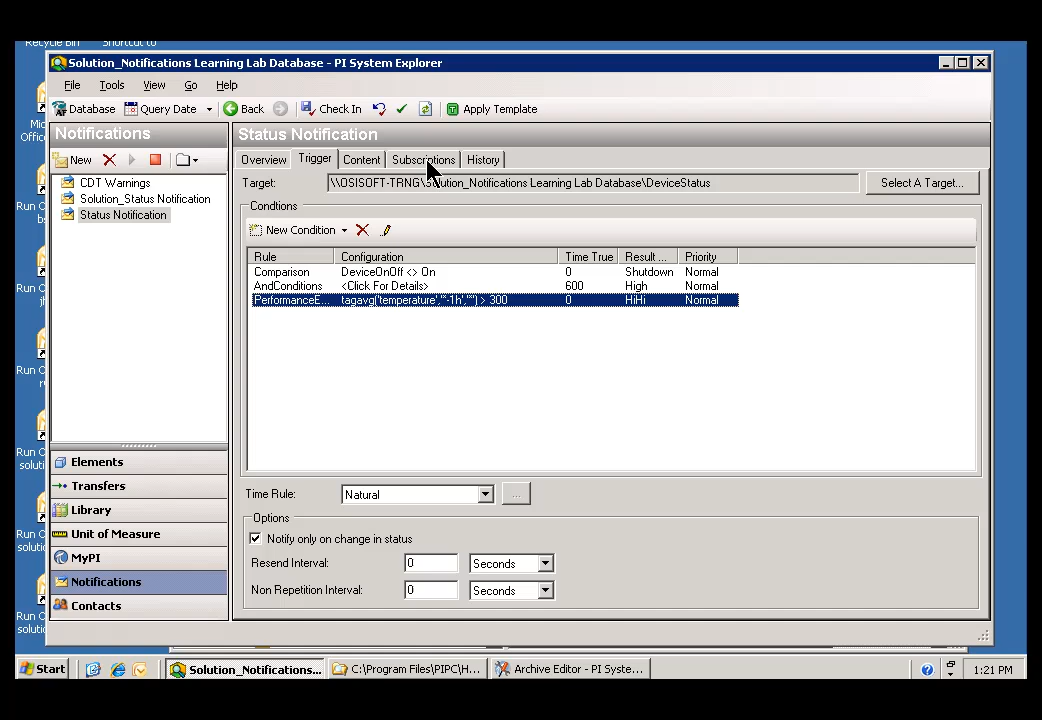 Recycle Bin Shortcut to
Solution_Notifications Learning Lab Database - PI System Explorer
File Tools View Go Help
Database Query Date Back Check In Apply Template
Notifications
New
CDT Warnings
Solution_Status Notification
Status Notification
Elements
Transfers
Library
Unit of Measure
MyPI
Notifications
Contacts
Status Notification
Overview Trigger Content Subscriptions History
Target: \\OSISOFT-TRNG\Solution_Notifications Learning Lab Database\DeviceStatus Select A Target...
Conditions
New Condition
Rule Configuration Time True Result ... Priority
Comparison DeviceOnOff <> On 0 Shutdown Normal
AndConditions <Click For Details> 600 High Normal
PerformanceE... tagavg('temperature','*-1h','*') > 300 0 HiHi Normal
Time Rule: Natural ...
Options
Notify only on change in status
Resend Interval: 0 Seconds
Non Repetition Interval: 0 Seconds
Start Solution_Notifications... C:\Program Files\PIPC\H... Archive Editor - PI Syste... 1:21 PM